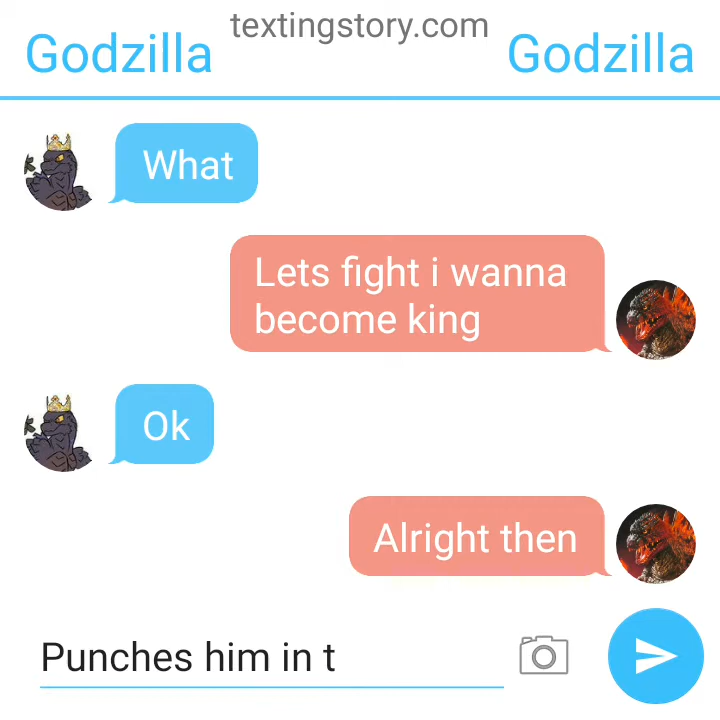 textingstory.com
Godzilla
Godzilla
What
Lets fight i wanna
become king
Ok
Alright then
Punches him in t